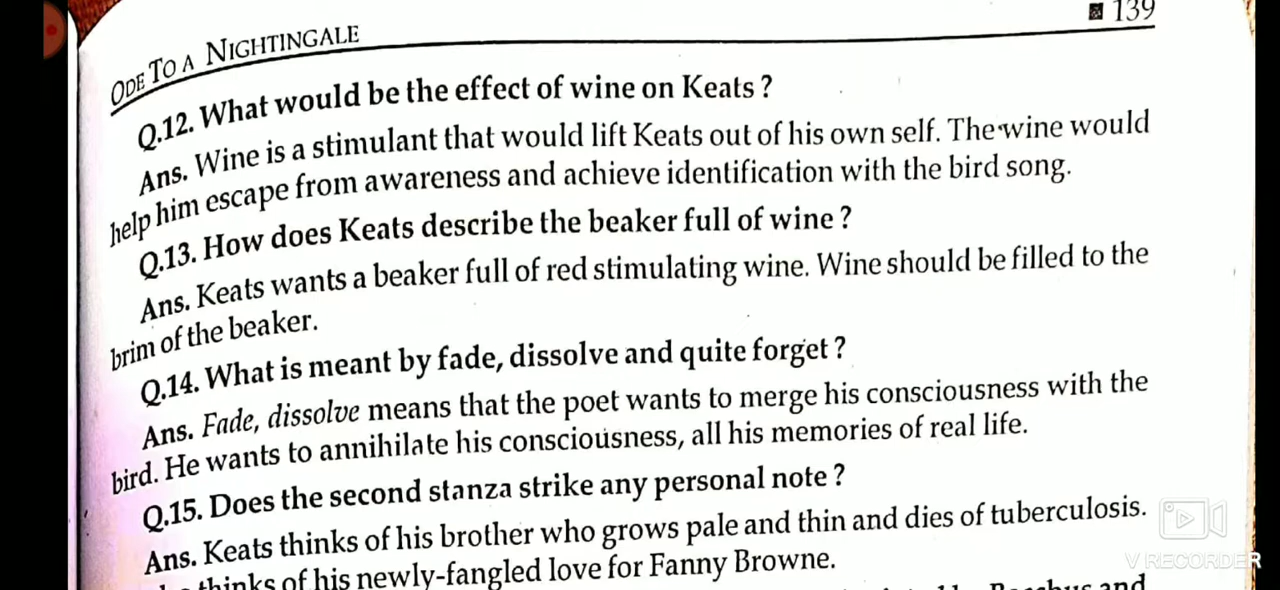 ODE TO A NIGHTINGALE
139
Q.12. What would be the effect of wine on Keats ?
Ans. Wine is a stimulant that would lift Keats out of his own self. The wine would
help him escape from awareness and achieve identification with the bird song.
Q.13. How does Keats describe the beaker full of wine ?
Ans. Keats wants a beaker full of red stimulating wine. Wine should be filled to the
brim of the beaker.
Q.14. What is meant by fade, dissolve and quite forget ?
Ans. Fade, dissolve means that the poet wants to merge his consciousness with the
bird. He wants to annihilate his consciousness, all his memories of real life.
Q.15. Does the second stanza strike any personal note ?
Ans. Keats thinks of his brother who grows pale and thin and dies of tuberculosis.
thinks of his newly-fangled love for Fanny Browne.
and
V RECORDER